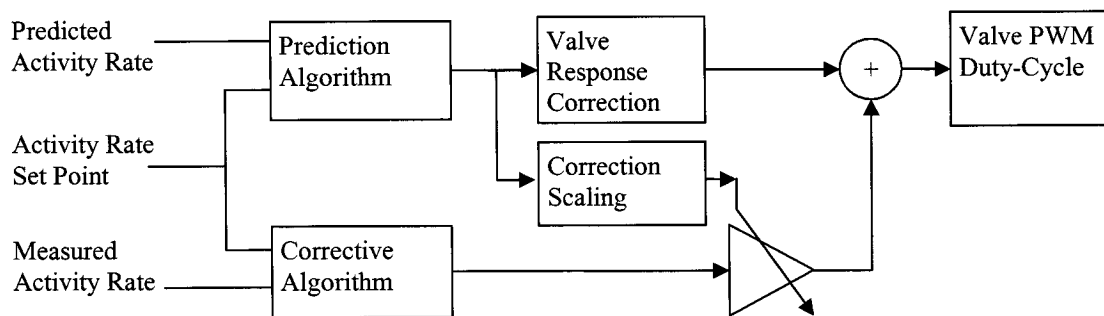 Predicted
Activity Rate
Prediction
Algorithm
Valve
Response
Correction
+
Valve PWM
Duty-Cycle
Activity Rate
Set Point
Correction
Scaling
Measured
Activity Rate
Corrective
Algorithm